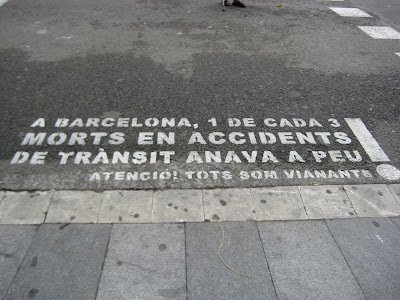 A BARCELONA, 1 DE CADA 3
MORTS EN ACCIDENTS
DE TRÀNSIT ANAVA A PEU!
ATENCIÓ! TOTS SOM VIANANTS